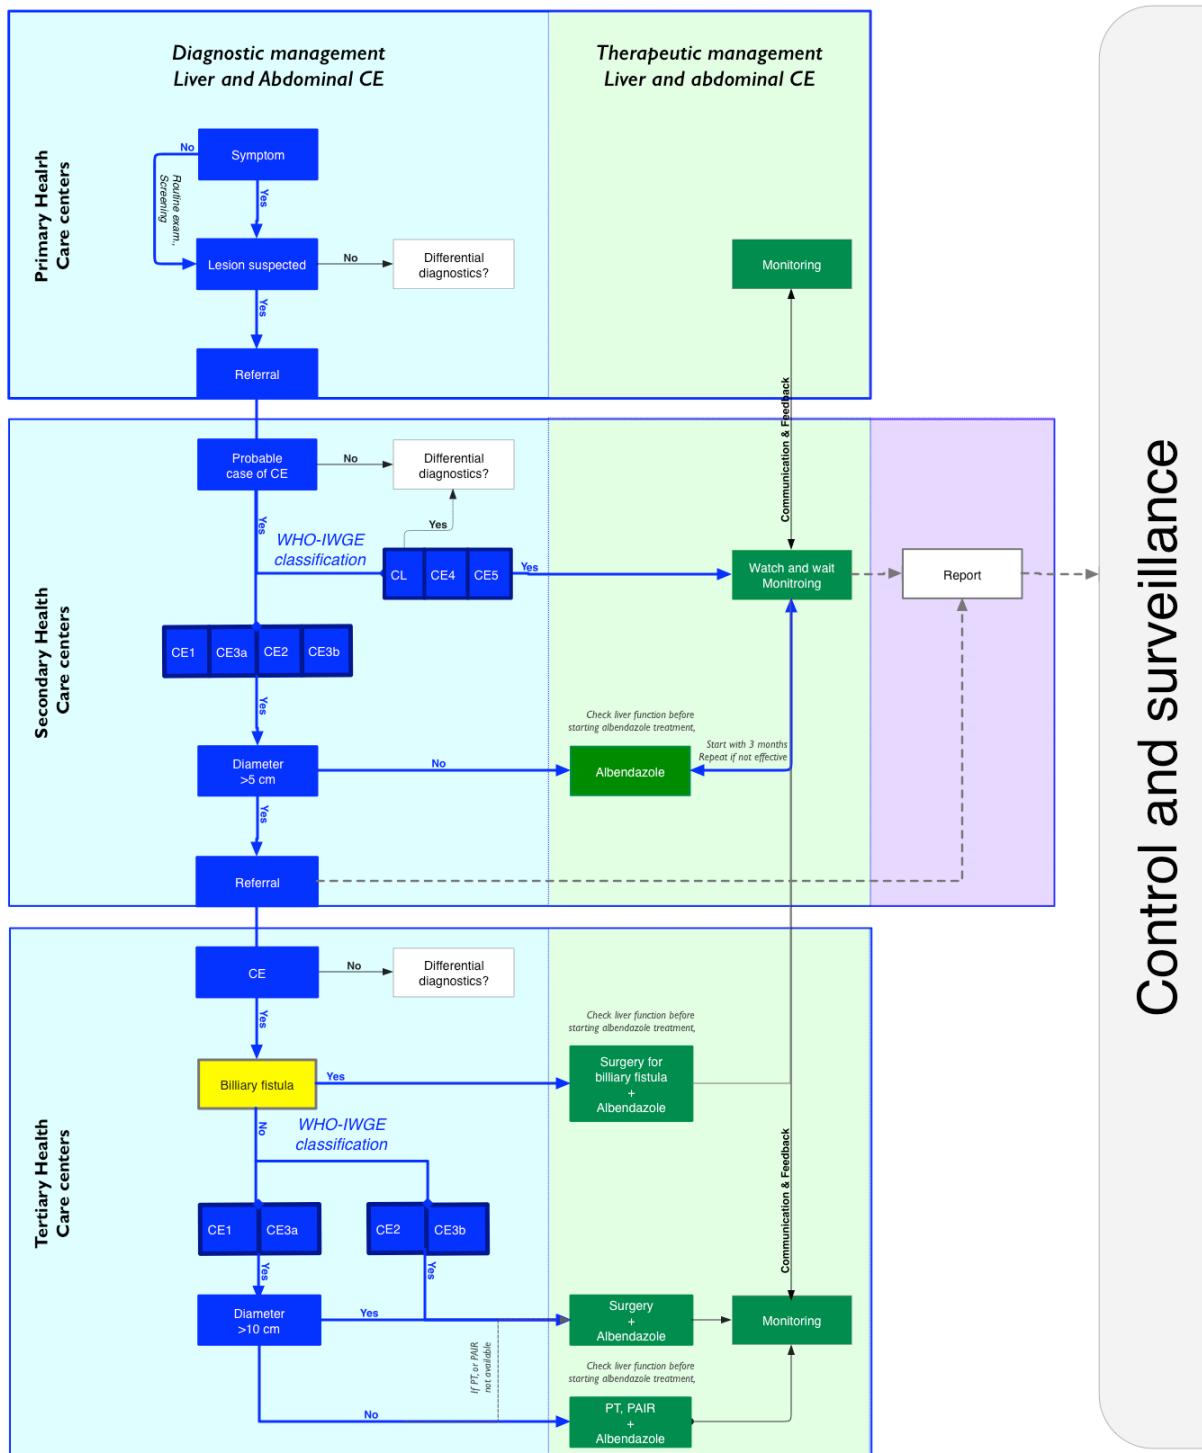 Diagnostic management
Liver and Abdominal CE
Therapeutic management
Liver and abdominal CE
Primary Healrh
Care centers
Symptom
No
Routine exam.,
Screening
Yes
Lesion suspected
No
Differential
diagnostics?
Monitoring
Yes
Referral
Communication & Feedback
Secondary Health
Care centers
Probable
case of CE
No
Differential
diagnostics?
Yes
WHO-IWGE
classification
Yes
CL
CE4
CE5
Yes
Watch and wait
Monitroing
Report
CE1
CE3a
CE2
CE3b
Yes
Check liver function before
starting albendazole treatment,
Diameter
>5 cm
No
Albendazole
Start with 3 months
Repeat if not effective
Yes
Referral
Tertiary Health
Care centers
CE
No
Differential
diagnostics?
Yes
Check liver function before
starting albendazole treatment,
Billiary fistula
Yes
Surgery for
billiary fistula
+
Albendazole
No
WHO-IWGE
classification
Communication & Feedback
CE1
CE3a
CE2
CE3b
Yes
Yes
Diameter
>10 cm
Yes
Surgery
+
Albendazole
Monitoring
If PT, or PAIR
not available
Check liver function before
starting albendazole treatment,
No
PT, PAIR
+
Albendazole
Control and surveillance